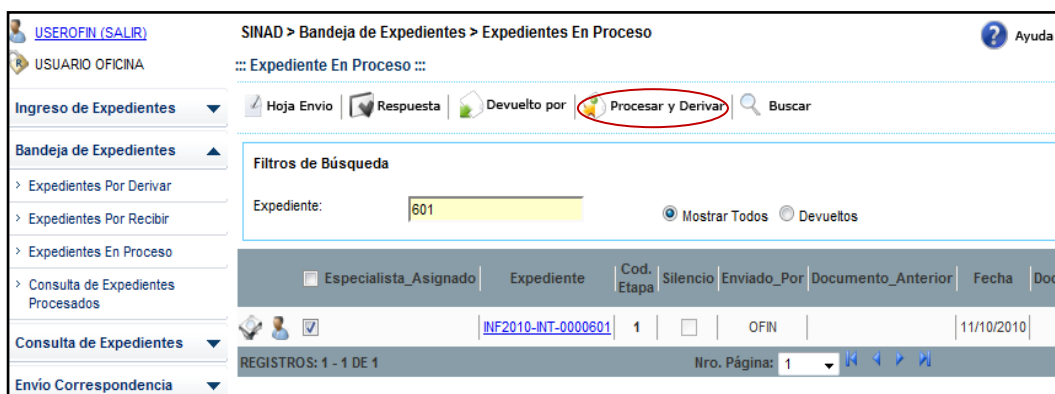 USEROFIN (SALIR)
USUARIO OFICINA
Ingreso de Expedientes
Bandeja de Expedientes
> Expedientes Por Derivar
> Expedientes Por Recibir
> Expedientes En Proceso
> Consulta de Expedientes
Procesados
Consulta de Expedientes
Envío Correspondencia
SINAD > Bandeja de Expedientes > Expedientes En Proceso
Ayuda
::: Expediente En Proceso :::
Hoja Envio | Respuesta | Devuelto por | Procesar y Derivar | Buscar
Filtros de Búsqueda
Expediente: 601 Mostrar Todos Devueltos
Especialista_Asignado Expediente Cod. Etapa Silencio Enviado_Por Documento_Anterior Fecha Doc
INF2010-INT-0000601 1 OFIN 11/10/2010
REGISTROS: 1 - 1 DE 1 Nro. Página: 1